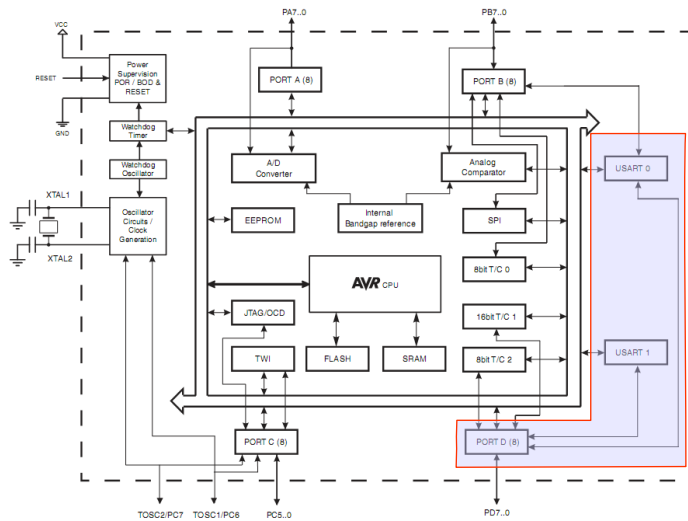 PA7..0
PB7..0
VCC
RESET
GND
Power
Supervision
POR / BOD &
RESET
PORT A (8)
PORT B (8)
Watchdog
Timer
Watchdog
Oscillator
A/D
Converter
Analog
Comparator
USART 0
XTAL1
XTAL2
Oscillator
Circuits /
Clock
Generation
EEPROM
Internal
Bandgap reference
SPI
AVR CPU
8bit T/C 0
JTAG/OCD
16bit T/C 1
TWI
FLASH
SRAM
8bit T/C 2
USART 1
PORT C (8)
PORT D (8)
TOSC2/PC7
TOSC1/PC6
PC5..0
PD7..0